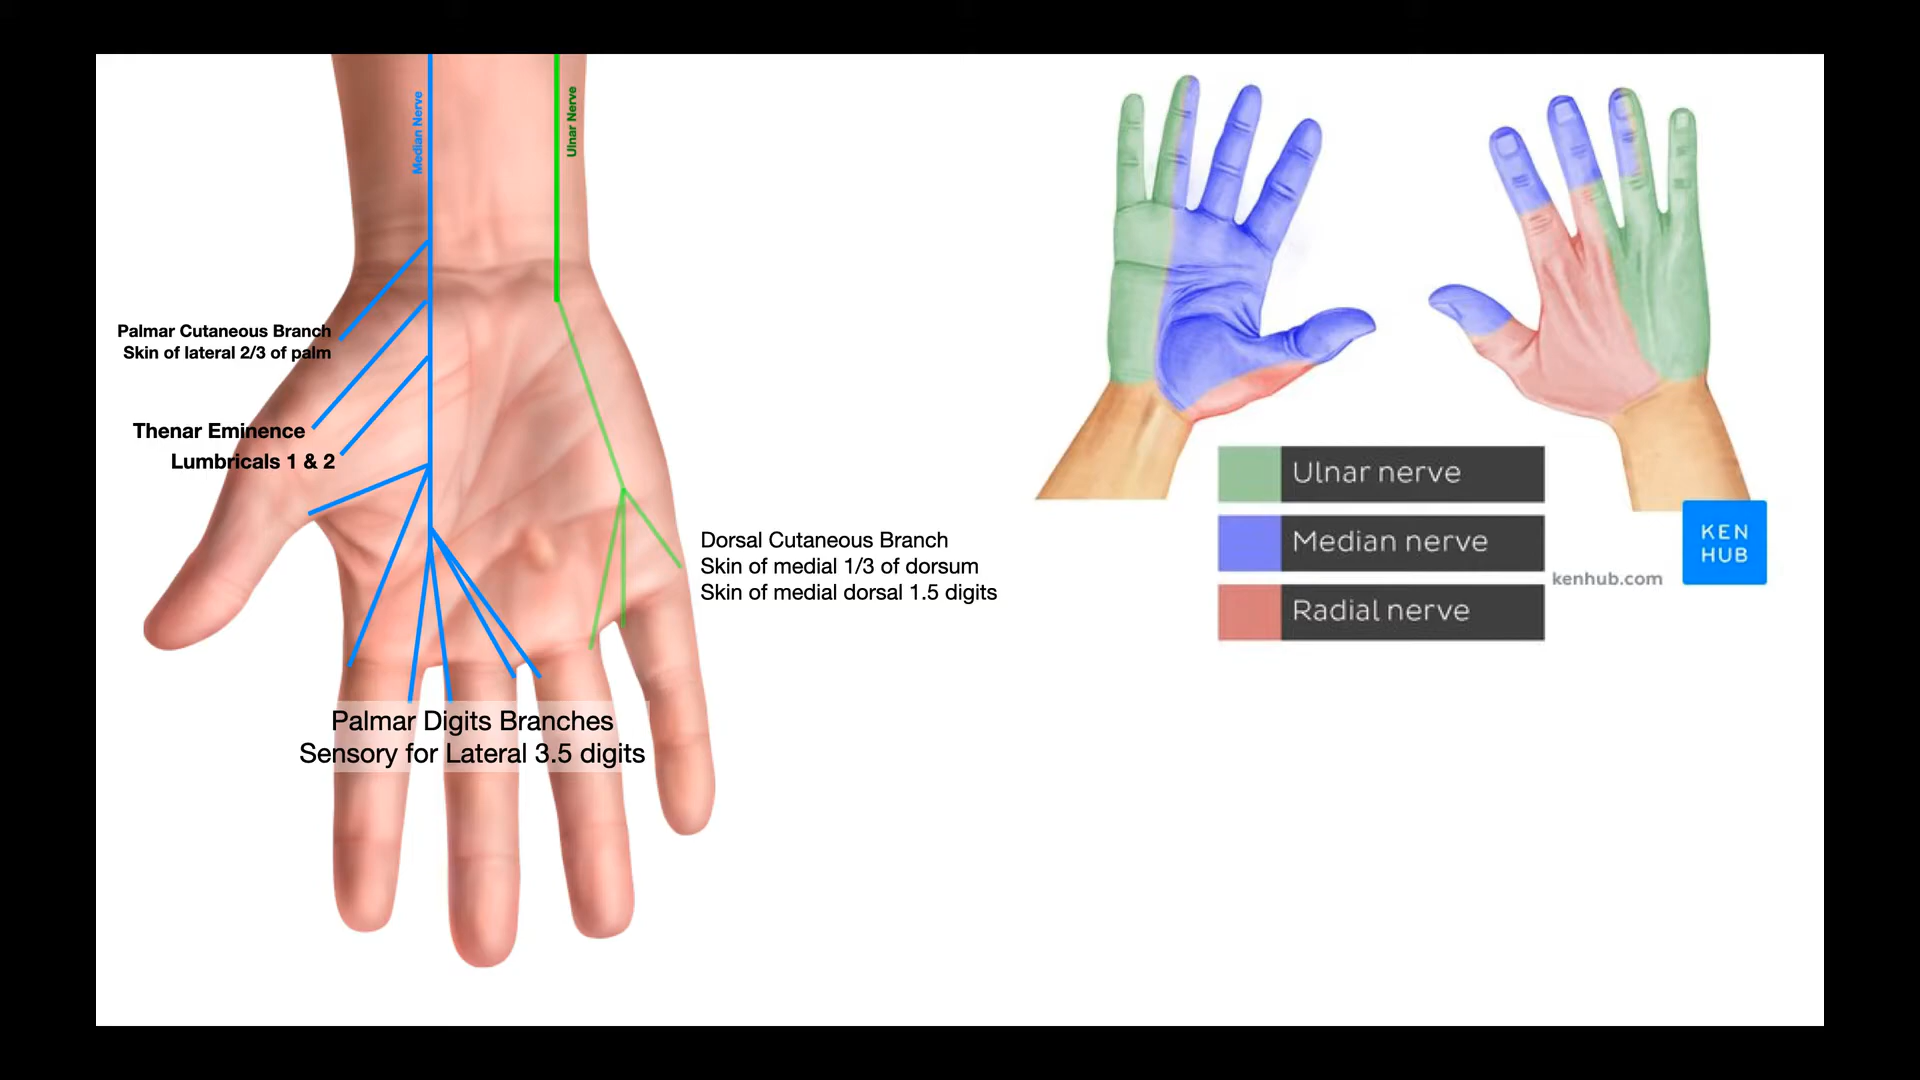 Median Nerve
Ulnar Nerve
Palmar Cutaneous Branch
Skin of lateral 2/3 of palm
Thenar Eminence
Lumbricals 1 & 2
Dorsal Cutaneous Branch
Skin of medial 1/3 of dorsum
Skin of medial dorsal 1.5 digits
Palmar Digits Branches
Sensory for Lateral 3.5 digits
Ulnar nerve
Median nerve
Radial nerve
KEN
HUB
kenhub.com